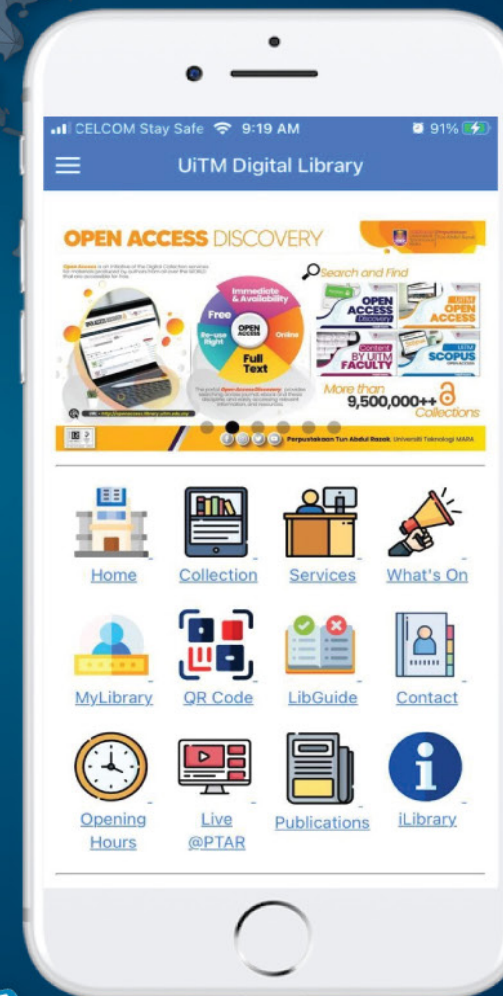 CELCOM Stay Safe 9:19 AM 91%
UiTM Digital Library
OPEN ACCESS DISCOVERY
Search and Find
Immediate
& Availability
Free
Re-use
Right
OPEN
ACCESS
Online
Full
Text
OPEN
ACCESS
Discovery
UiTM
OPEN
ACCESS
Content
BY UiTM
FACULTY
UiTM
SCOPUS
More than
9,500,000++
Collections
Perpustakaan Tun Abdul Razak Universiti Teknologi MARA
Home Collection Services What's On
MyLibrary QR Code LibGuide Contact
Opening Live Publications iLibrary
Hours @PTAR